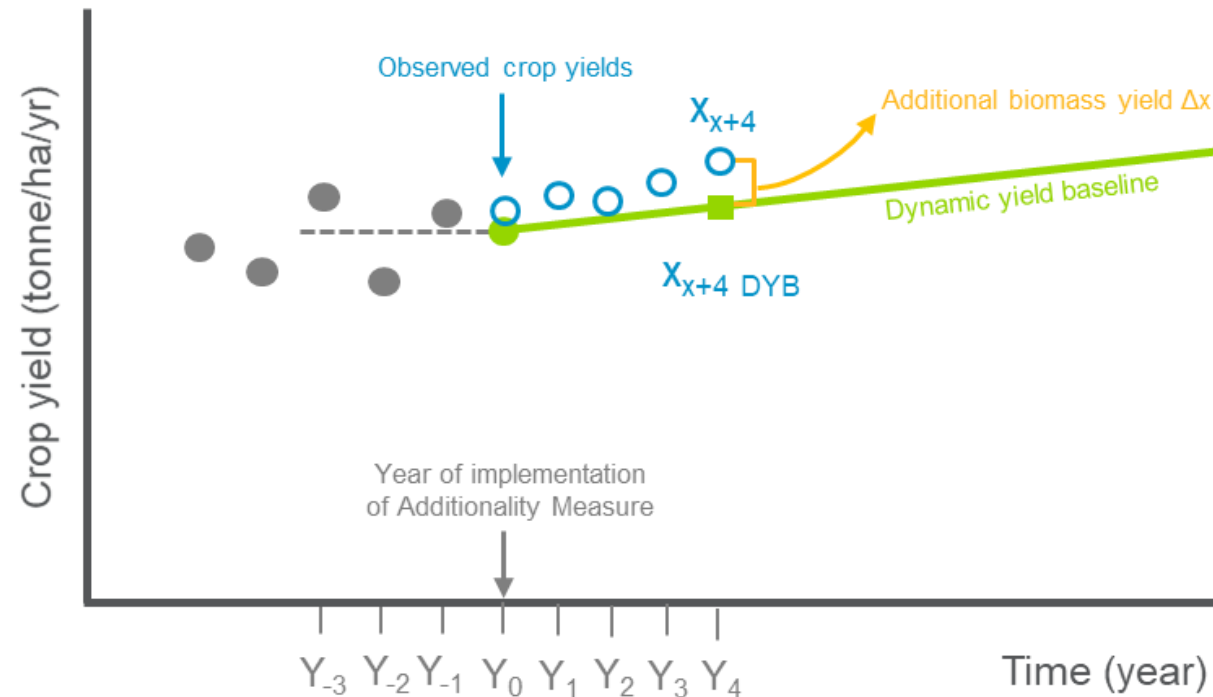 Crop yield (tonne/ha/yr)
Observed crop yields
Xx+4
Additional biomass yield Δx
Dynamic yield baseline
Xx+4 DYB
Year of implementation
of Additionality Measure
Y-3 Y-2 Y-1 Y0 Y1 Y2 Y3 Y4
Time (year)